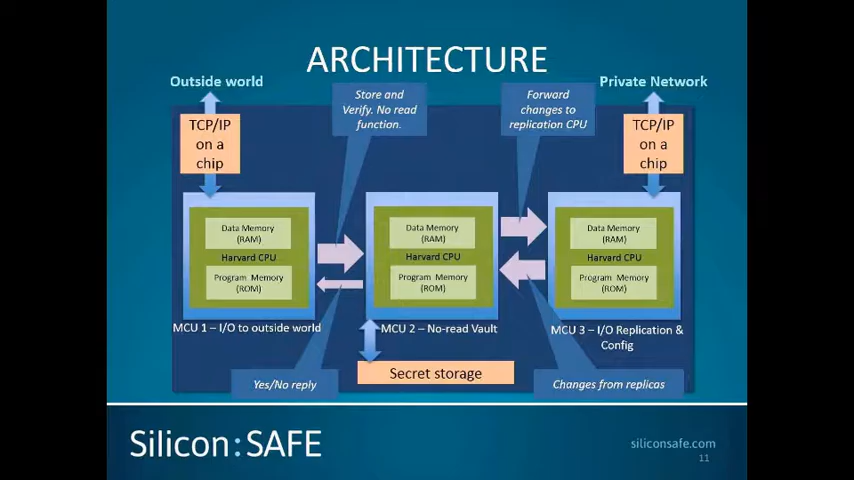 ARCHITECTURE
Outside world
Private Network
Store and
Verify. No read
function.
Forward
changes to
replication CPU
TCP/IP
on a
chip
TCP/IP
on a
chip
Data Memory
(RAM)
Harvard CPU
Program Memory
(ROM)
Data Memory
(RAM)
Harvard CPU
Program Memory
(ROM)
Data Memory
(RAM)
Harvard CPU
Program Memory
(ROM)
MCU 1 – I/O to outside world
MCU 2 – No-read Vault
MCU 3 – I/O Replication &
Config
Secret storage
Yes/No reply
Changes from replicas
Silicon:SAFE
siliconsafe.com
11